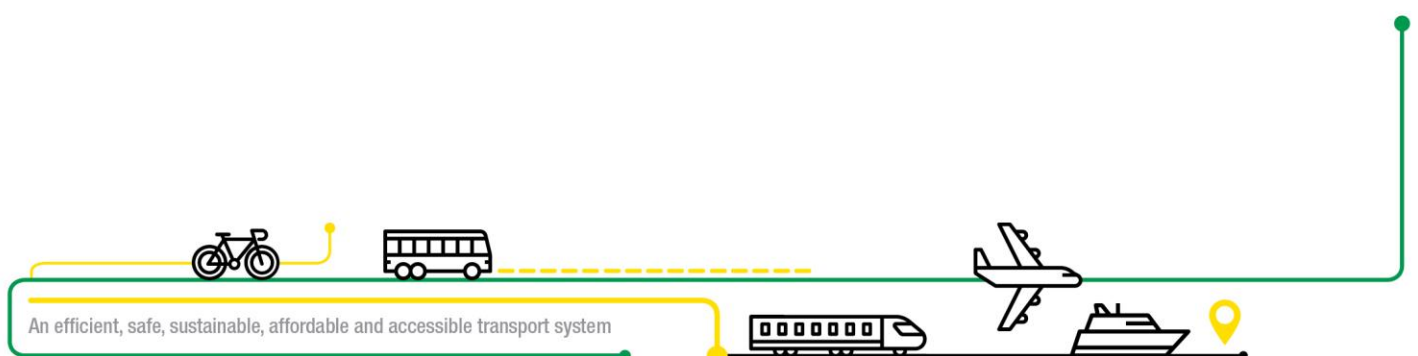 An efficient, safe, sustainable, affordable and accessible transport system